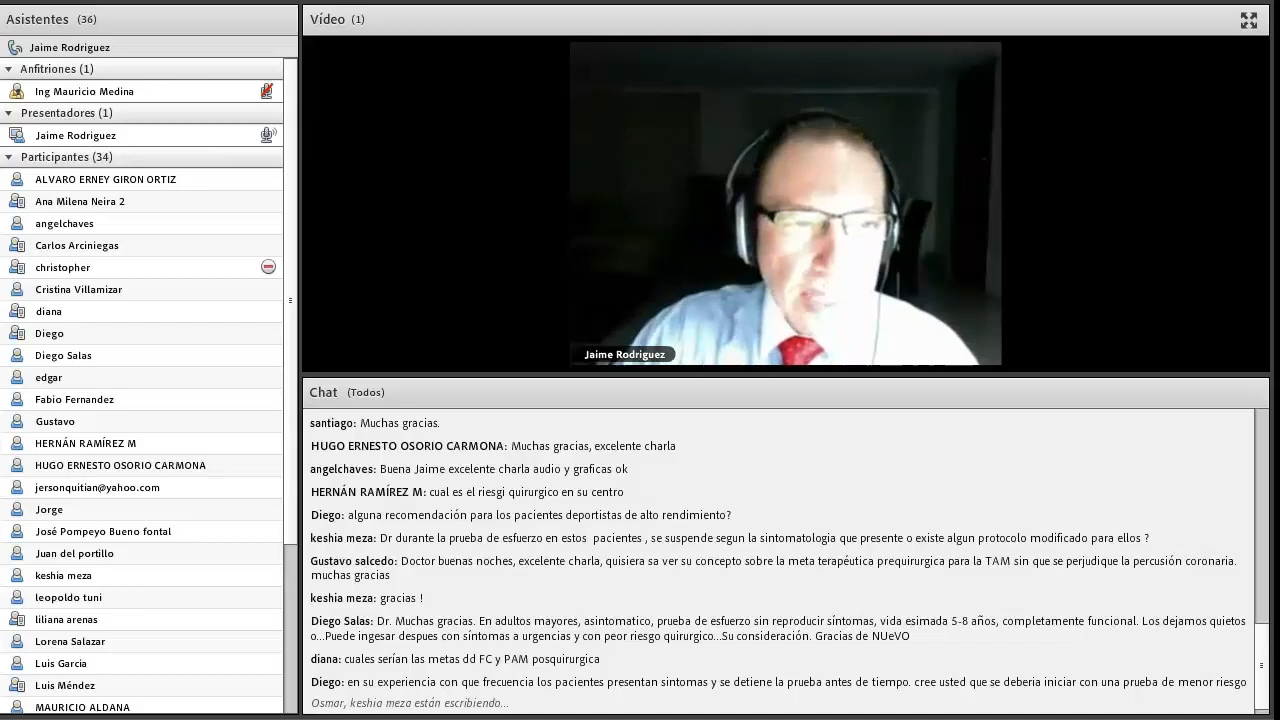 Asistentes (36)
Jaime Rodriguez
Anfitriones (1)
Ing Mauricio Medina
Presentadores (1)
Jaime Rodriguez
Participantes (34)
ALVARO ERNEY GIRON ORTIZ
Ana Milena Neira 2
angelchaves
Carlos Arciniegas
christopher
Cristina Villamizar
diana
Diego
Diego Salas
edgar
Fabio Fernandez
Gustavo
HERNÁN RAMÍREZ M
HUGO ERNESTO OSORIO CARMONA
jersonquitian@yahoo.com
Jorge
José Pompeyo Bueno fontal
Juan del portillo
keshia meza
leopoldo tuni
liliana arenas
Lorena Salazar
Luis Garcia
Luis Méndez
MAURICIO ALDANA
Vídeo (1)
Jaime Rodriguez
Chat (Todos)
santiago: Muchas gracias.
HUGO ERNESTO OSORIO CARMONA: Muchas gracias, excelente charla
angelchaves: Buena Jaime excelente charla audio y graficas ok
HERNÁN RAMÍREZ M: cual es el riesgi quirurgico en su centro
Diego: alguna recomendación para los pacientes deportistas de alto rendimiento?
keshia meza: Dr durante la prueba de esfuerzo en estos pacientes , se suspende segun la sintomatologia que presente o existe algun protocolo modificado para ellos ?
Gustavo salcedo: Doctor buenas noches, excelente charla, quisiera sa ver su concepto sobre la meta terapéutica prequirurgica para la TAM sin que se perjudique la percusión coronaria.
muchas gracias
keshia meza: gracias !
Diego Salas: Dr. Muchas gracias. En adultos mayores, asintomatico, prueba de esfuerzo sin reproducir síntomas, vida esimada 5-8 años, completamente funcional. Los dejamos quietos
o...Puede ingesar despues con síntomas a urgencias y con peor riesgo quirurgico...Su consideración. Gracias de NUeVO
diana: cuales serían las metas dd FC y PAM posquirurgica
Diego: en su experiencia con que frecuencia los pacientes presentan sintomas y se detiene la prueba antes de tiempo. cree usted que se deberia iniciar con una prueba de menor riesgo
Osmar, keshia meza están escribiendo...